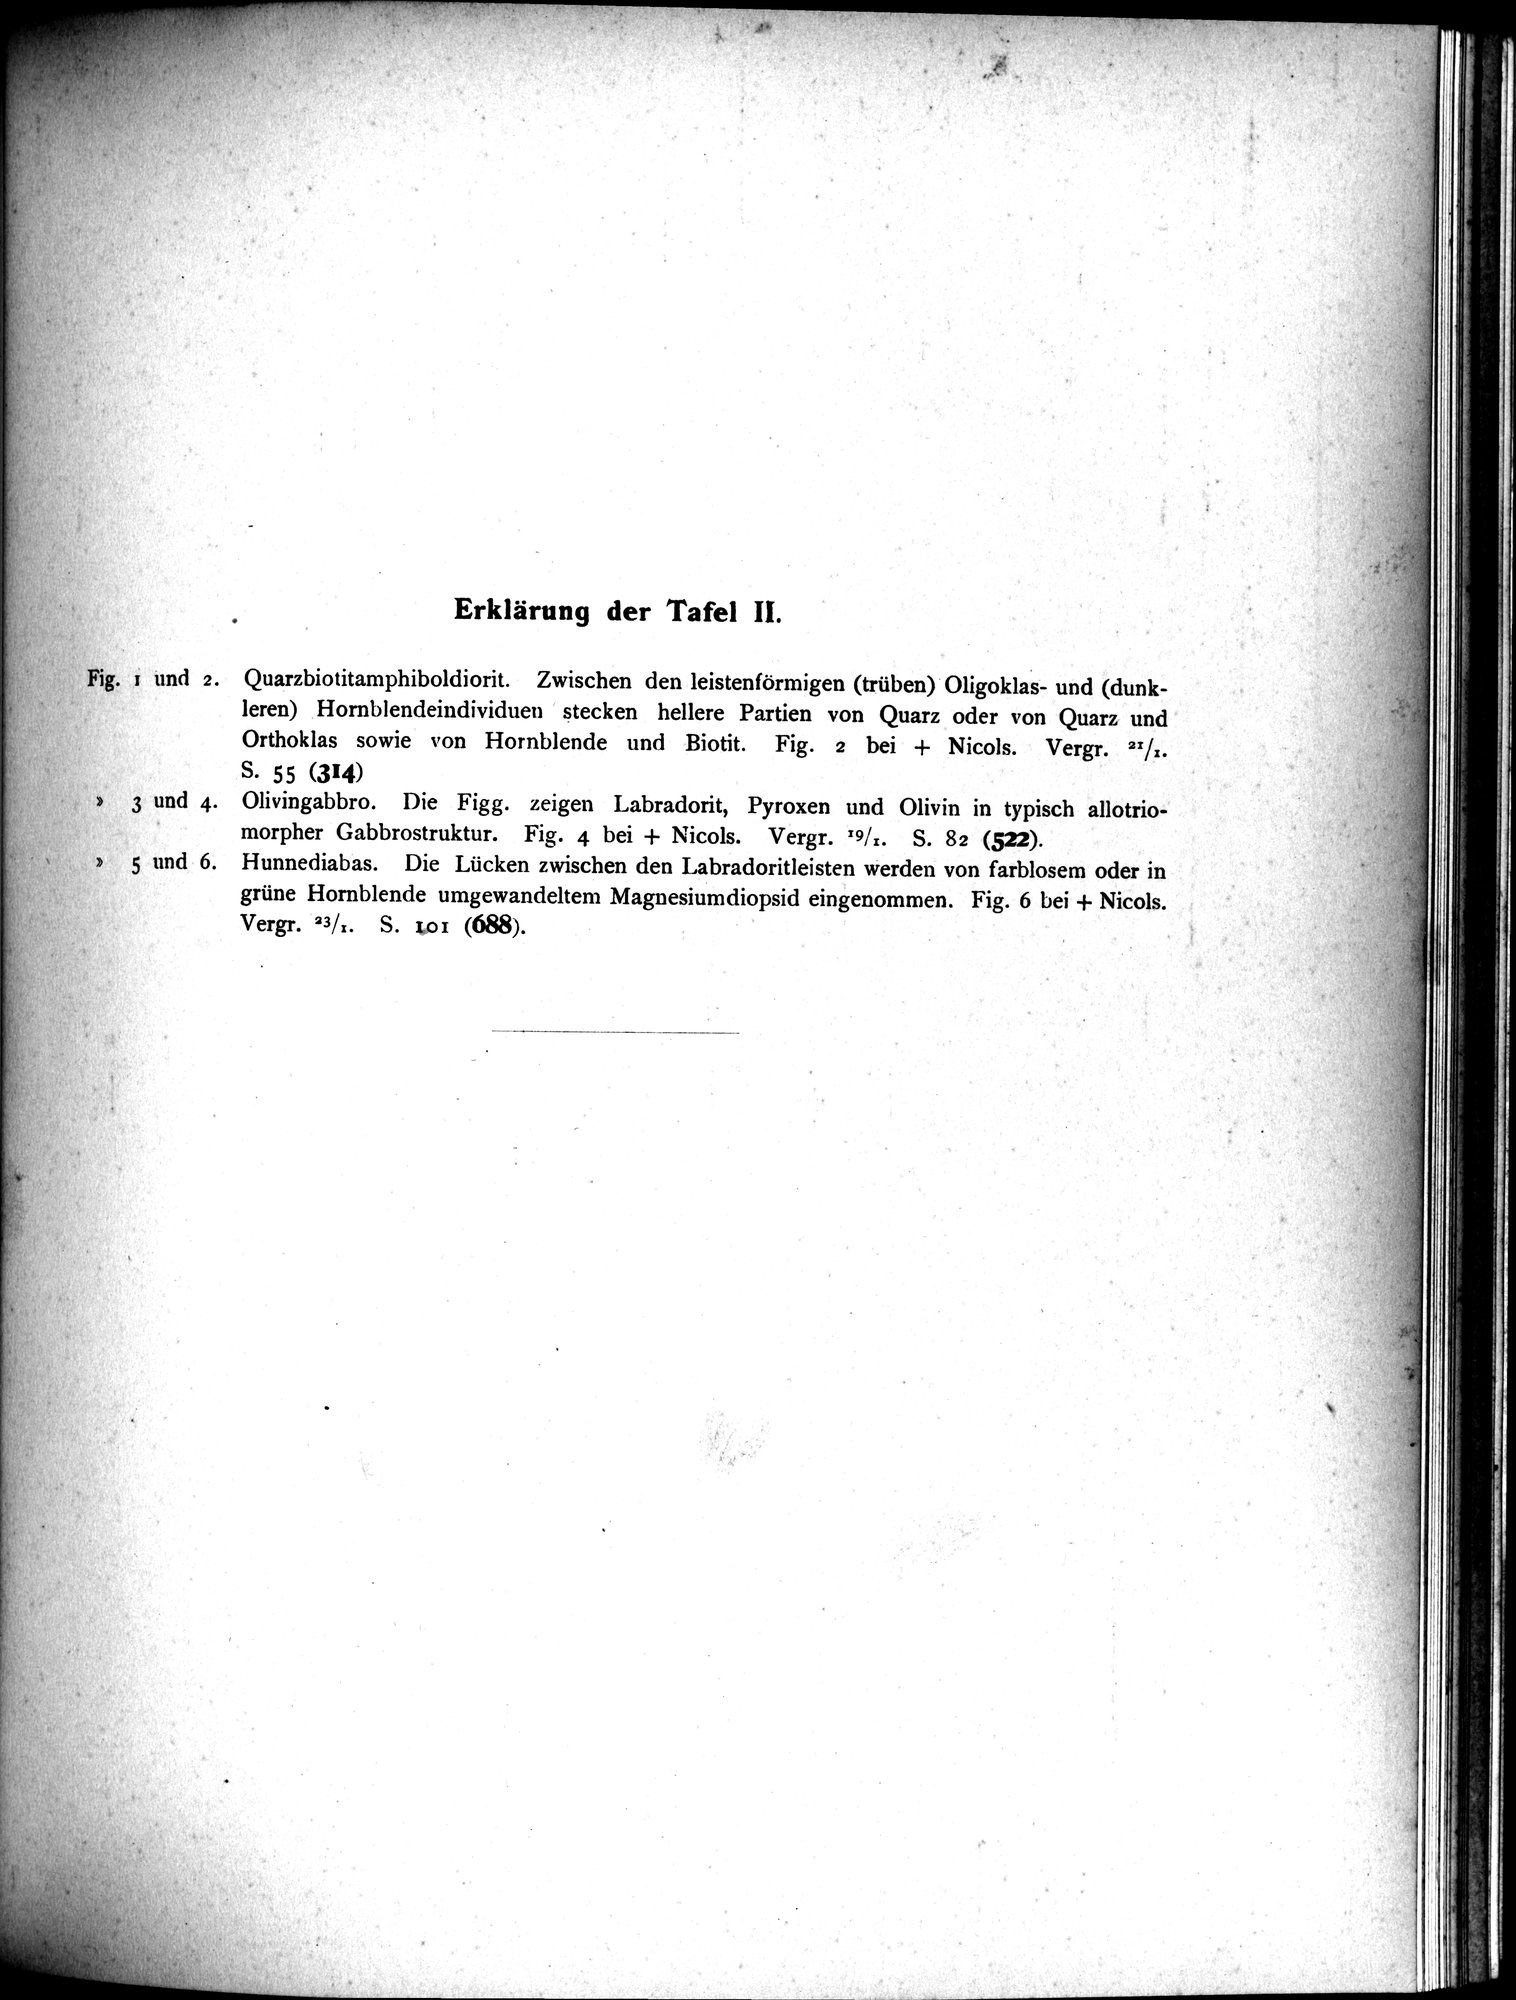 Erklärung der Tafel II.
Fig. 1 und 2. Quarzbiotitamphiboldiorit. Zwischen den leistenförmigen (trüben) Oligoklas- und (dunk-
leren) Hornblendeindividuen stecken hellere Partien von Quarz oder von Quarz und
Orthoklas sowie von Hornblende und Biotit. Fig. 2 bei + Nicols. Vergr. ²¹/₁.
S. 55 (314)
» 3 und 4. Olivingabbro. Die Figg. zeigen Labradorit, Pyroxen und Olivin in typisch allotrio-
morpher Gabbrostruktur. Fig. 4 bei + Nicols. Vergr. ¹⁹/₁. S. 82 (522).
» 5 und 6. Hunnediabas. Die Lücken zwischen den Labradoritleisten werden von farblosem oder in
grüne Hornblende umgewandeltem Magnesiumdiopsid eingenommen. Fig. 6 bei + Nicols.
Vergr. ²³/₁. S. 101 (688).